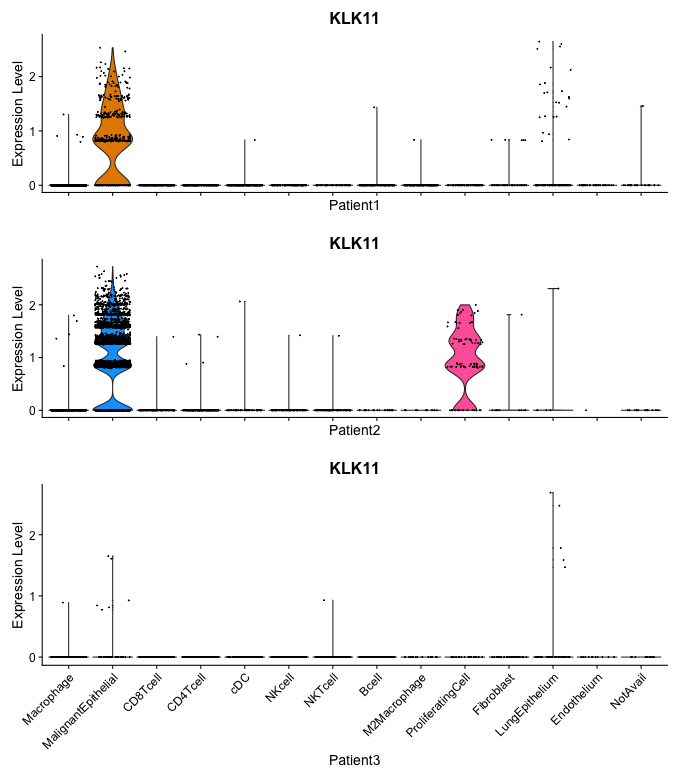 KLK11
Expression Level
2
1
0
Patient1
KLK11
Expression Level
2
1
0
Patient2
KLK11
Expression Level
2
1
0
Macrophage
MalignantEpithelial
CD8Tcell
CD4Tcell
cDC
NKcell
NKTcell
Bcell
M2Macrophage
ProliferatingCell
Fibroblast
LungEpithelium
Endothelium
NotAvail
Patient3